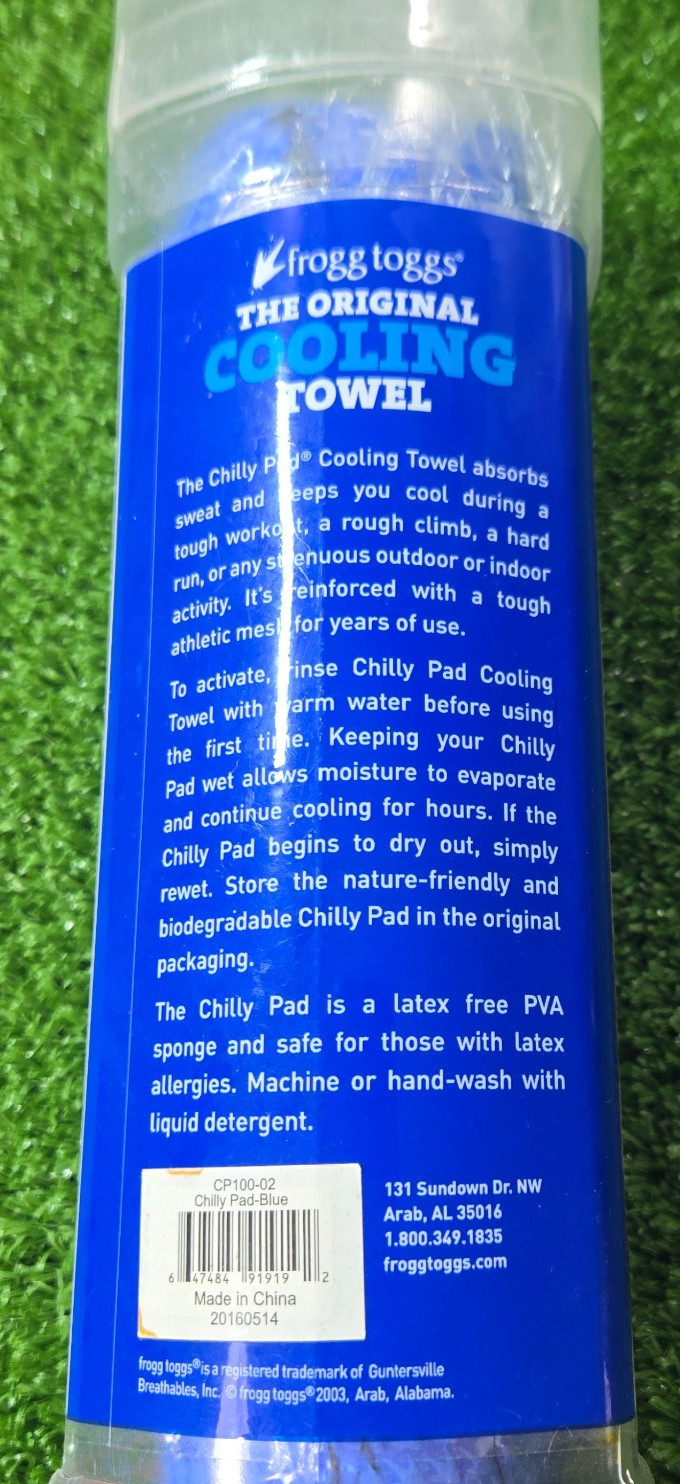 frogg toggs®
THE ORIGINAL
COOLING
TOWEL
The Chilly Pad® Cooling Towel absorbs
sweat and keeps you cool during a
tough workout, a rough climb, a hard
run, or any strenuous outdoor or indoor
activity. It's reinforced with a tough
athletic mesh for years of use.
To activate, rinse Chilly Pad Cooling
Towel with warm water before using
the first time. Keeping your Chilly
Pad wet allows moisture to evaporate
and continue cooling for hours. If the
Chilly Pad begins to dry out, simply
rewet. Store the nature-friendly and
biodegradable Chilly Pad in the original
packaging.
The Chilly Pad is a latex free PVA
sponge and safe for those with latex
allergies. Machine or hand-wash with
liquid detergent.
CP100-02
Chilly Pad-Blue
6 47484 91919 2
Made in China
20160514
131 Sundown Dr. NW
Arab, AL 35016
1.800.349.1835
froggtoggs.com
frogg toggs® is a registered trademark of Guntersville
Breathables, Inc. © frogg toggs® 2003, Arab, Alabama.